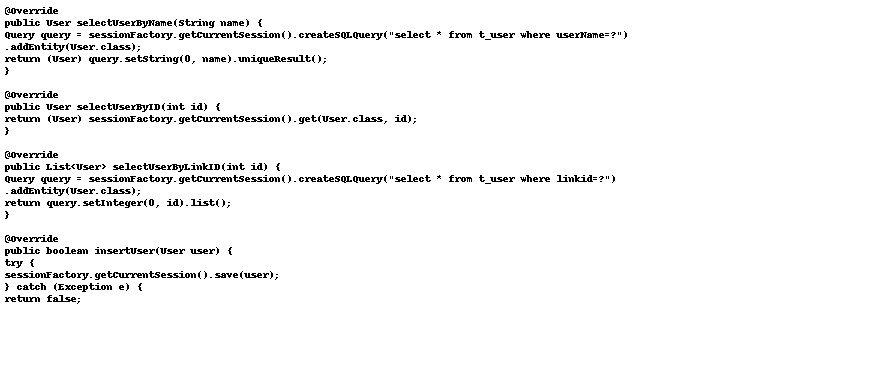 @Override
public User selectUserByName(String name) {
Query query = sessionFactory.getCurrentSession().createSQLQuery("select * from t_user where userName=?")
.addEntity(User.class);
return (User) query.setString(0, name).uniqueResult();
}

@Override
public User selectUserByID(int id) {
return (User) sessionFactory.getCurrentSession().get(User.class, id);
}

@Override
public List<User> selectUserByLinkID(int id) {
Query query = sessionFactory.getCurrentSession().createSQLQuery("select * from t_user where linkid=?")
.addEntity(User.class);
return query.setInteger(0, id).list();
}

@Override
public boolean insertUser(User user) {
try {
sessionFactory.getCurrentSession().save(user);
} catch (Exception e) {
return false;